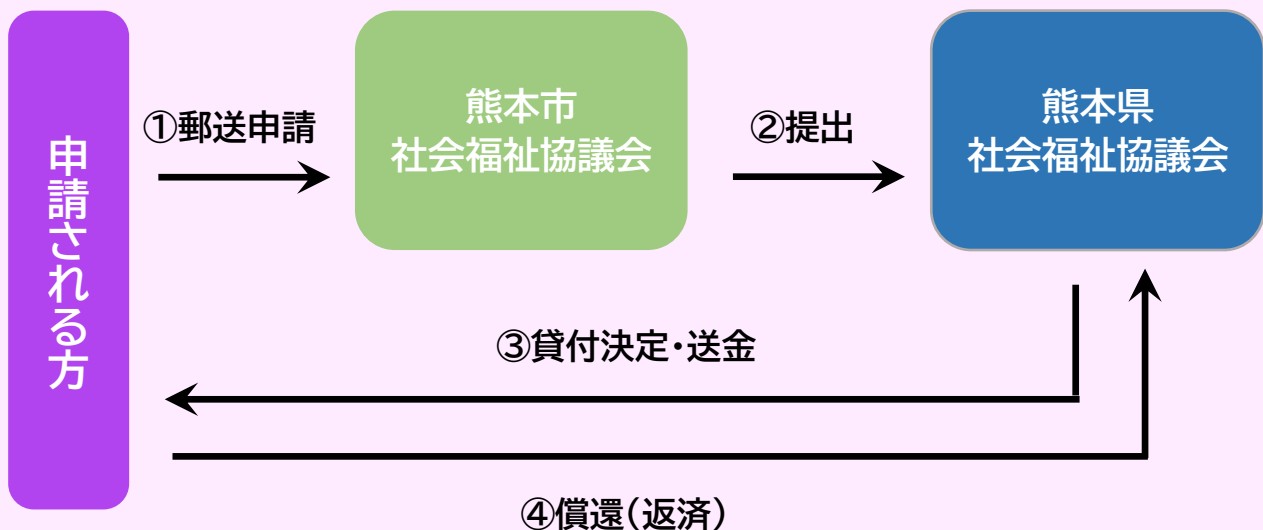 申請される方
①郵送申請
熊本市
社会福祉協議会
②提出
熊本県
社会福祉協議会
③貸付決定・送金
④償還(返済)